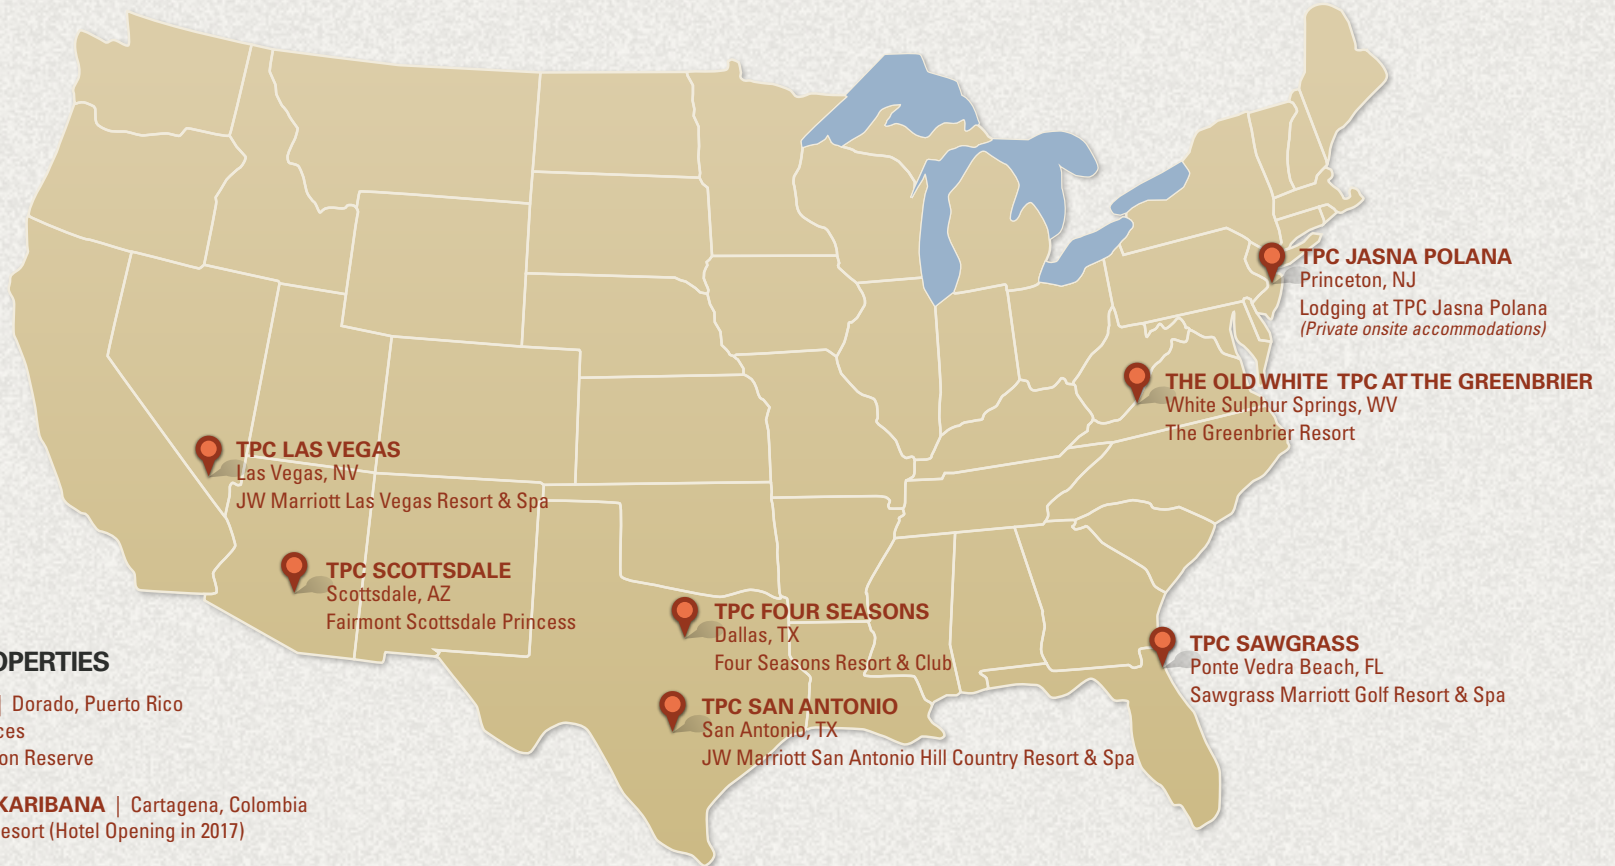 TPC JASNA POLANA
Princeton, NJ
Lodging at TPC Jasna Polana
(Private onsite accommodations)
THE OLD WHITE TPC AT THE GREENBRIER
White Sulphur Springs, WV
The Greenbrier Resort
TPC LAS VEGAS
Las Vegas, NV
JW Marriott Las Vegas Resort & Spa
TPC SCOTTSDALE
Scottsdale, AZ
Fairmont Scottsdale Princess
TPC FOUR SEASONS
Dallas, TX
Four Seasons Resort & Club
TPC SAWGRASS
Ponte Vedra Beach, FL
Sawgrass Marriott Golf Resort & Spa
TPC SAN ANTONIO
San Antonio, TX
JW Marriott San Antonio Hill Country Resort & Spa
OPERTIES
| Dorado, Puerto Rico
ces
on Reserve
KARIBANA | Cartagena, Colombia
esort (Hotel Opening in 2017)